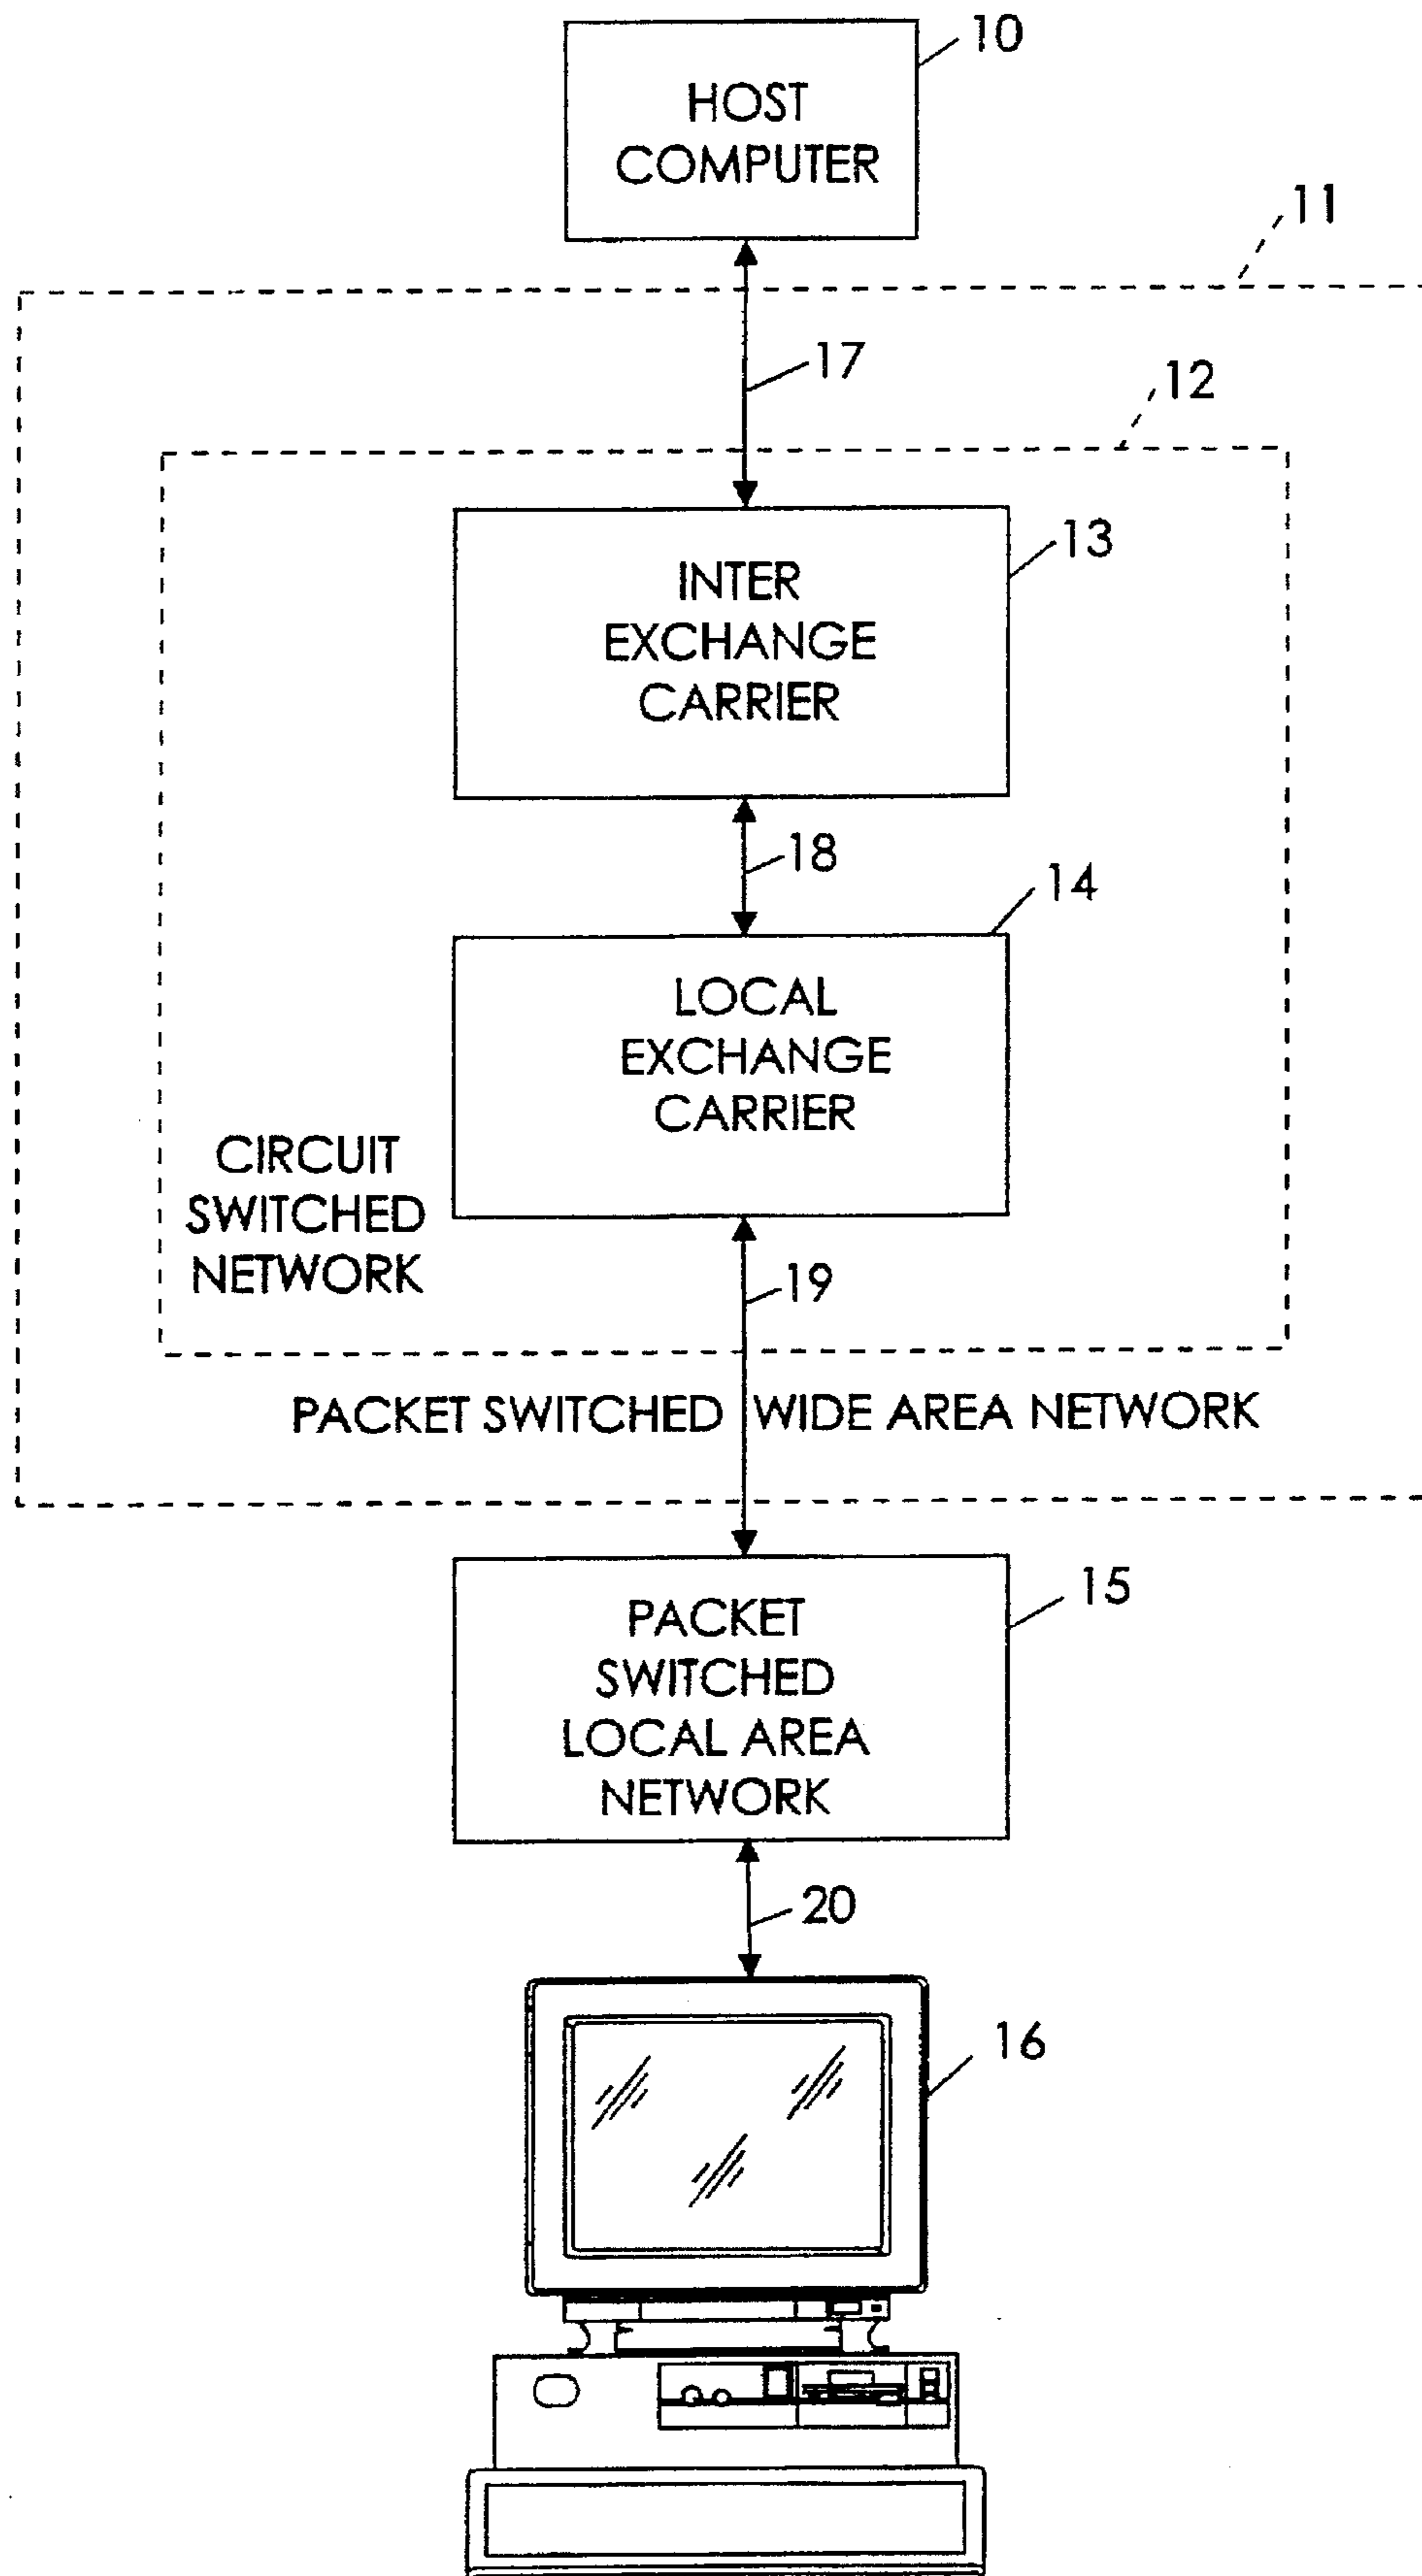 10
HOST
COMPUTER
11
17
12
13
INTER
EXCHANGE
CARRIER
18
14
LOCAL
EXCHANGE
CARRIER
CIRCUIT
SWITCHED
NETWORK
19
PACKET SWITCHED WIDE AREA NETWORK
15
PACKET
SWITCHED
LOCAL AREA
NETWORK
20
16